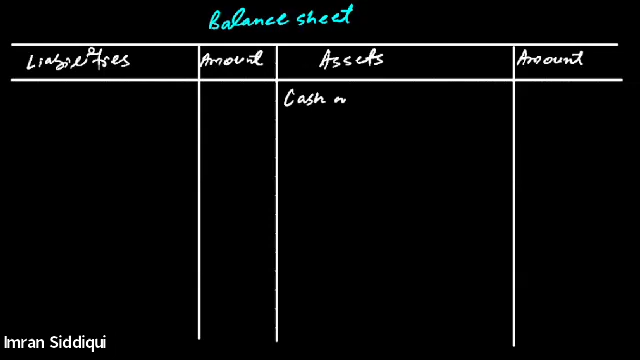 Balance sheet
Liabilities Amount Assets Amount
Cash
Imran Siddiqui